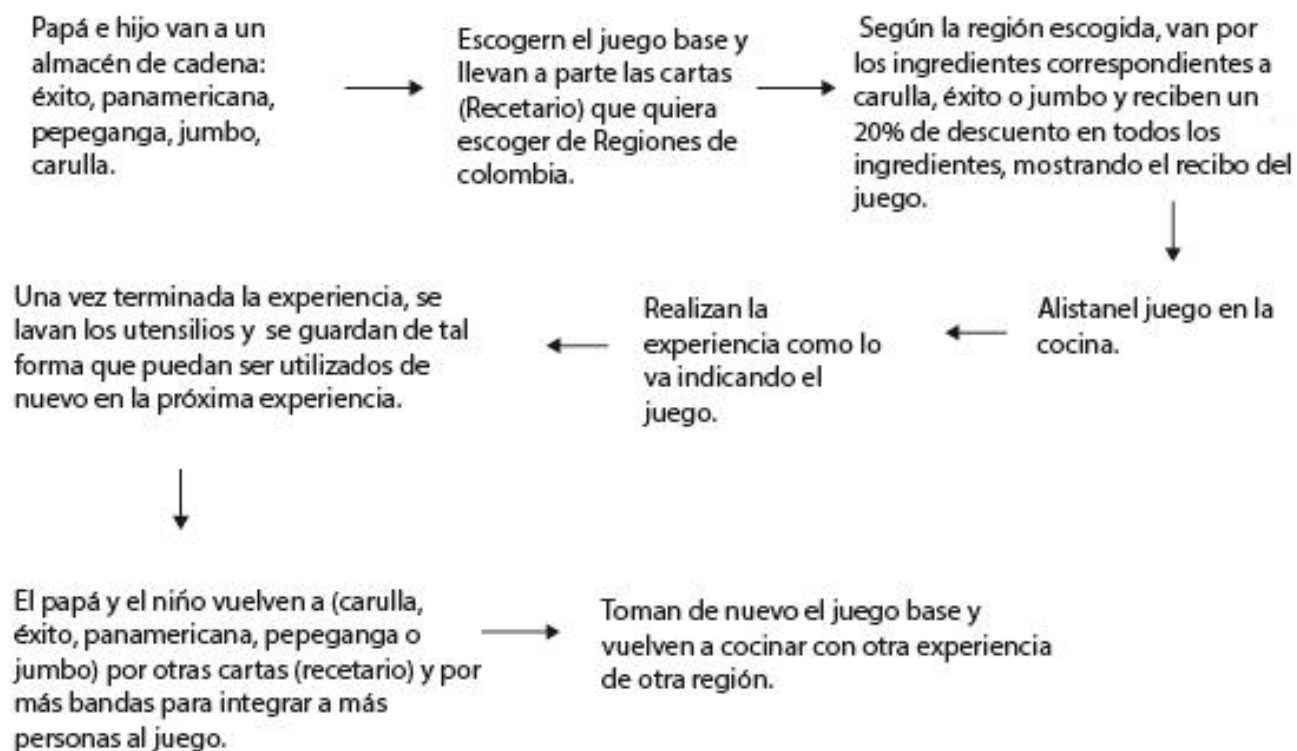 Papá e hijo van a un
almacén de cadena:
éxito, panamericana,
pepeganga, jumbo,
carulla.
Escogern el juego base y
llevan a parte las cartas
(Recetario) que quiera
escoger de Regiones de
colombia.
Según la región escogida, van por
los ingredientes correspondientes a
carulla, éxito o jumbo y reciben un
20% de descuento en todos los
ingredientes, mostrando el recibo del
juego.
Alistanel juego en la
cocina.
Realizan la
experiencia como lo
va indicando el
juego.
Una vez terminada la experiencia, se
lavan los utensilios y se guardan de tal
forma que puedan ser utilizados de
nuevo en la próxima experiencia.
El papá y el niño vuelven a (carulla,
éxito, panamericana, pepeganga o
jumbo) por otras cartas (recetario) y por
más bandas para integrar a más
personas al juego.
Toman de nuevo el juego base y
vuelven a cocinar con otra experiencia
de otra región.